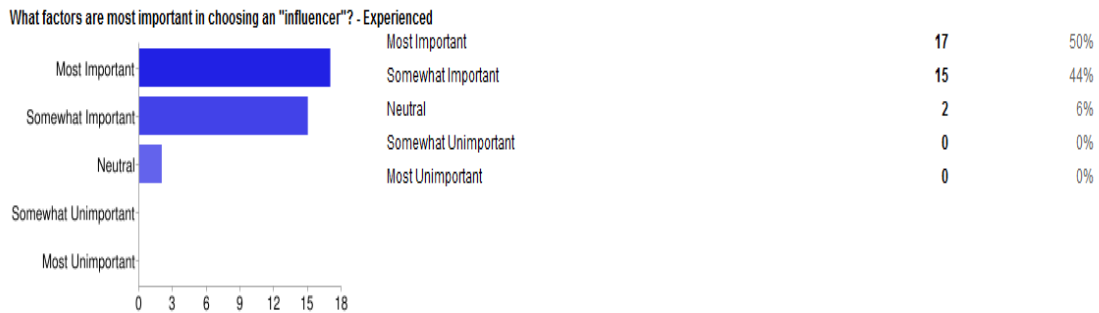 What factors are most important in choosing an "influencer"? - Experienced
Most Important
Somewhat Important
Neutral
Somewhat Unimportant
Most Unimportant
0 3 6 9 12 15 18
Most Important 17 50%
Somewhat Important 15 44%
Neutral 2 6%
Somewhat Unimportant 0 0%
Most Unimportant 0 0%